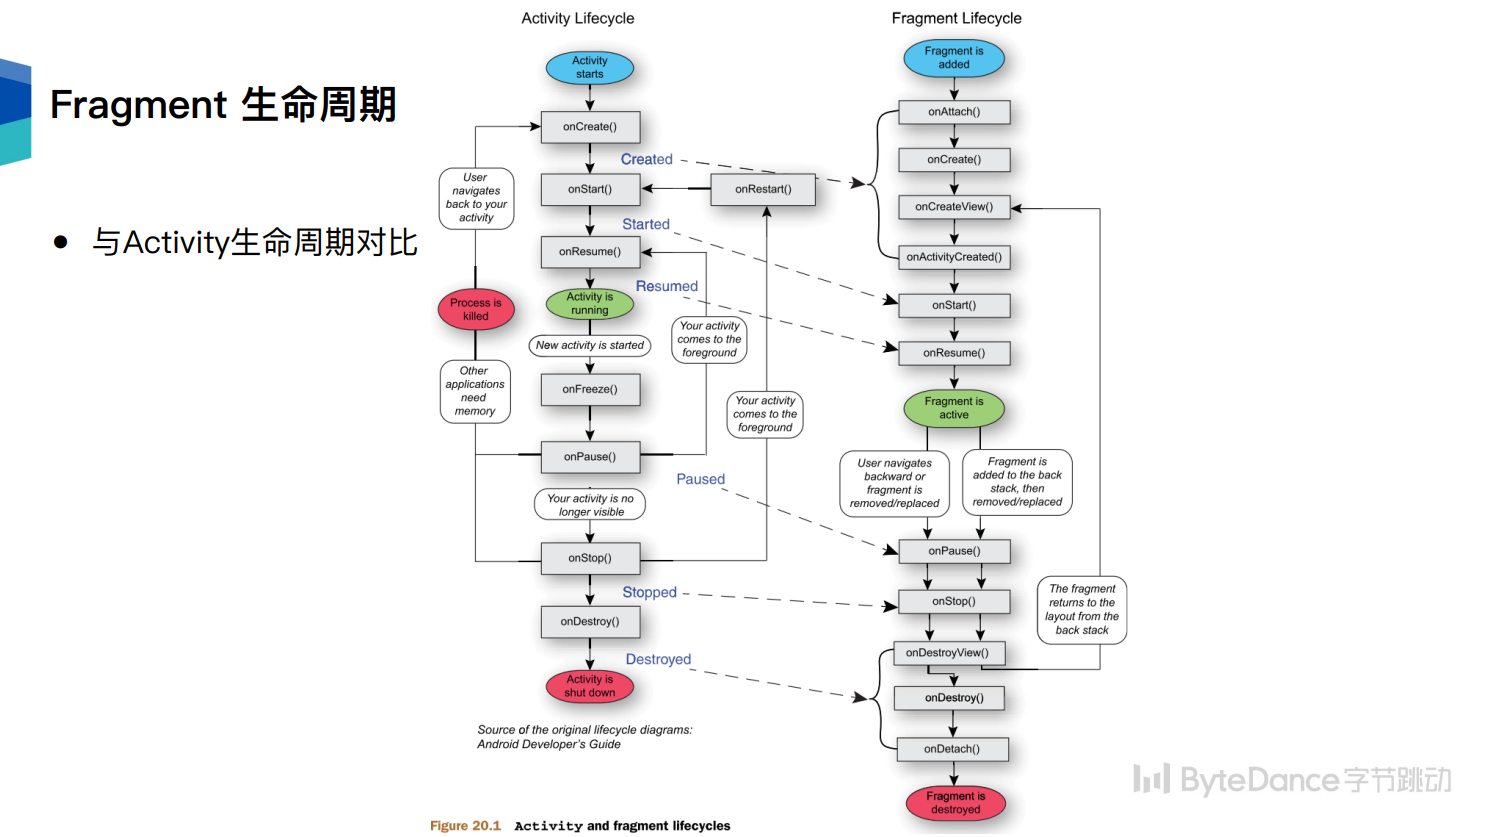 Fragment 生命周期
● 与Activity生命周期对比
Activity Lifecycle
Activity
starts
onCreate()
onStart()
onRestart()
onResume()
Activity is
running
New activity is started
onFreeze()
onPause()
Your activity is no
longer visible
onStop()
onDestroy()
Activity is
shut down
User
navigates
back to your
activity
Process is
killed
Other
applications
need
memory
Your activity
comes to the
foreground
Your activity
comes to the
foreground
Created
Started
Resumed
Paused
Stopped
Destroyed
Fragment Lifecycle
Fragment is
added
onAttach()
onCreate()
onCreateView()
onActivityCreated()
onStart()
onResume()
Fragment is
active
User navigates
backward or
fragment is
removed/replaced
Fragment is
added to the back
stack, then
removed/replaced
onPause()
onStop()
onDestroyView()
onDestroy()
onDetach()
Fragment is
destroyed
The fragment
returns to the
layout from the
back stack
Source of the original lifecycle diagrams:
Android Developer's Guide
Figure 20.1 Activity and fragment lifecycles
ByteDance字节跳动